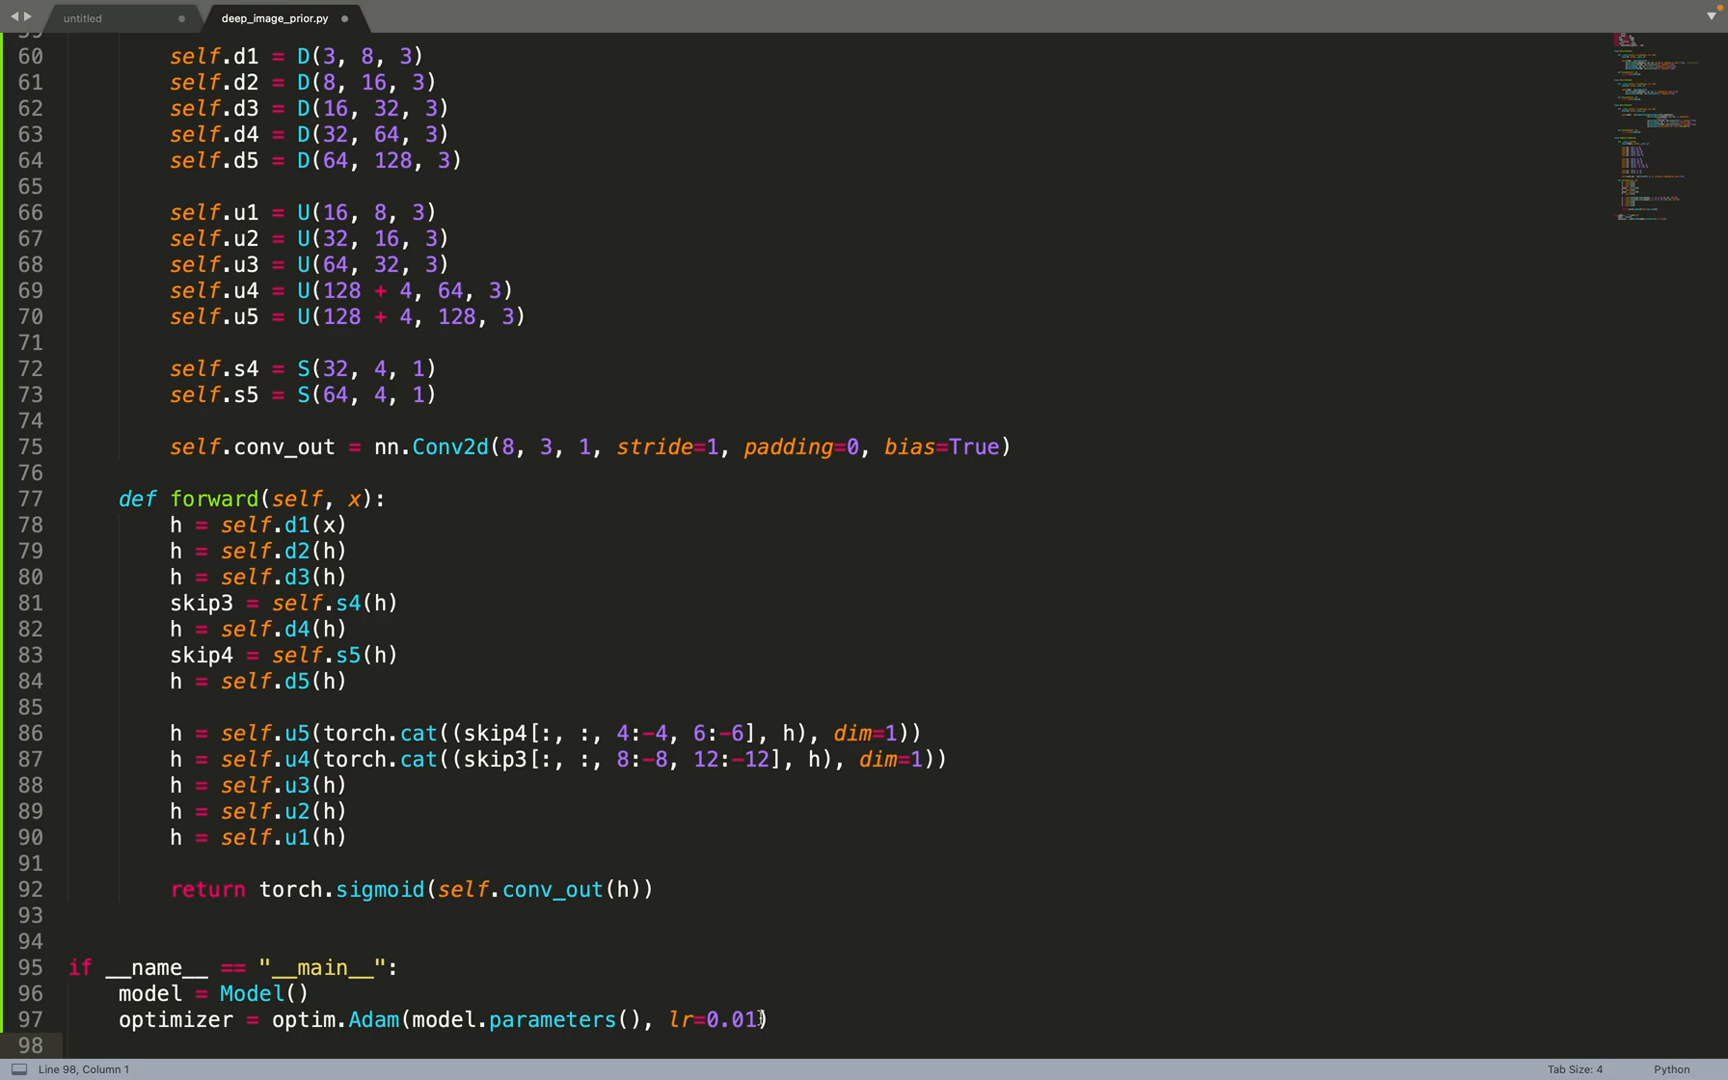 untitled
deep_image_prior.py
60 self.d1 = D(3, 8, 3)
61 self.d2 = D(8, 16, 3)
62 self.d3 = D(16, 32, 3)
63 self.d4 = D(32, 64, 3)
64 self.d5 = D(64, 128, 3)
65
66 self.u1 = U(16, 8, 3)
67 self.u2 = U(32, 16, 3)
68 self.u3 = U(64, 32, 3)
69 self.u4 = U(128 + 4, 64, 3)
70 self.u5 = U(128 + 4, 128, 3)
71
72 self.s4 = S(32, 4, 1)
73 self.s5 = S(64, 4, 1)
74
75 self.conv_out = nn.Conv2d(8, 3, 1, stride=1, padding=0, bias=True)
76
77 def forward(self, x):
78 h = self.d1(x)
79 h = self.d2(h)
80 h = self.d3(h)
81 skip3 = self.s4(h)
82 h = self.d4(h)
83 skip4 = self.s5(h)
84 h = self.d5(h)
85
86 h = self.u5(torch.cat((skip4[:, :, 4:-4, 6:-6], h), dim=1))
87 h = self.u4(torch.cat((skip3[:, :, 8:-8, 12:-12], h), dim=1))
88 h = self.u3(h)
89 h = self.u2(h)
90 h = self.u1(h)
91
92 return torch.sigmoid(self.conv_out(h))
93
94
95 if __name__ == "__main__":
96 model = Model()
97 optimizer = optim.Adam(model.parameters(), lr=0.01)
98
Line 98, Column 1
Tab Size: 4
Python